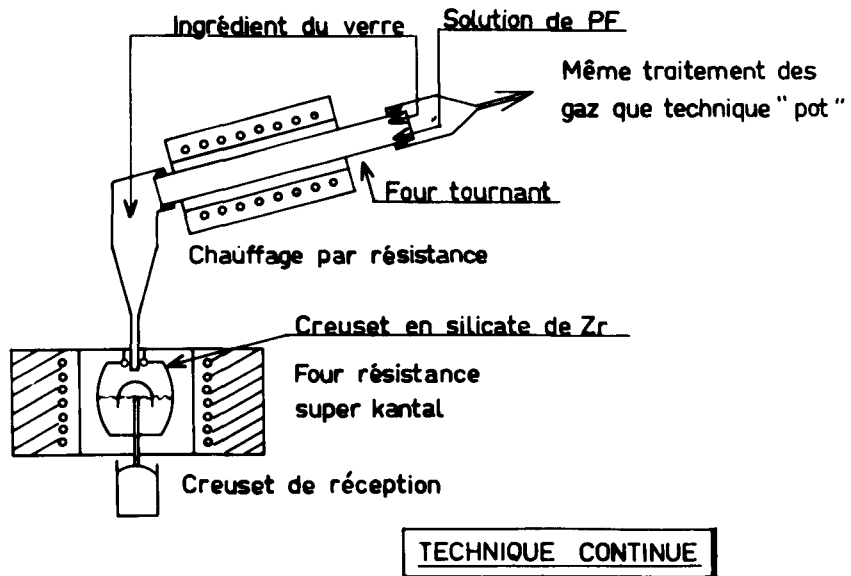 Ingrédient du verre
Solution de PF
Même traitement des
gaz que technique " pot "
Four tournant
Chauffage par résistance
Creuset en silicate de Zr
Four résistance
super kantal
Creuset de réception
TECHNIQUE CONTINUE